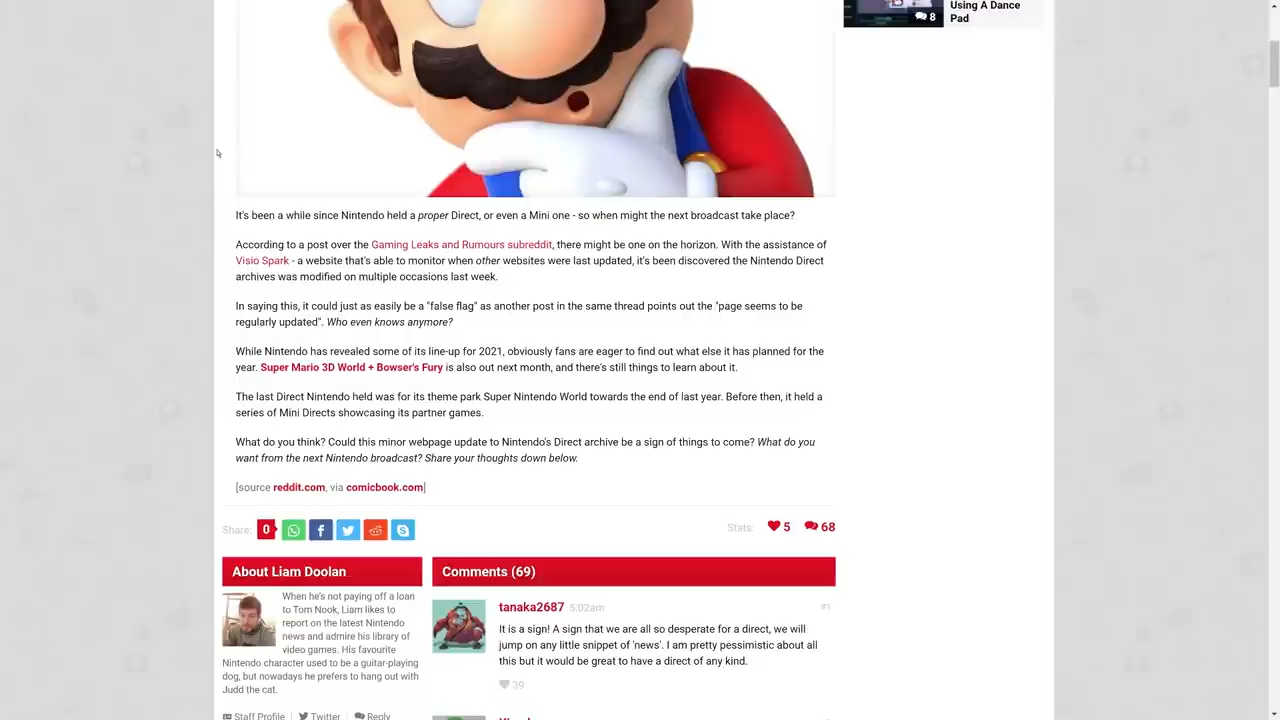 Using A Dance
Pad
8
It's been a while since Nintendo held a proper Direct, or even a Mini one - so when might the next broadcast take place?
According to a post over the Gaming Leaks and Rumours subreddit, there might be one on the horizon. With the assistance of
Visio Spark - a website that's able to monitor when other websites were last updated, it's been discovered the Nintendo Direct
archives was modified on multiple occasions last week.
In saying this, it could just as easily be a "false flag" as another post in the same thread points out the "page seems to be
regularly updated". Who even knows anymore?
While Nintendo has revealed some of its line-up for 2021, obviously fans are eager to find out what else it has planned for the
year. Super Mario 3D World + Bowser's Fury is also out next month, and there's still things to learn about it.
The last Direct Nintendo held was for its theme park Super Nintendo World towards the end of last year. Before then, it held a
series of Mini Directs showcasing its partner games.
What do you think? Could this minor webpage update to Nintendo's Direct archive be a sign of things to come? What do you
want from the next Nintendo broadcast? Share your thoughts down below.
[source reddit.com, via comicbook.com]
Share: 0
Stats: 5 68
About Liam Doolan
When he's not paying off a loan
to Tom Nook, Liam likes to
report on the latest Nintendo
news and admire his library of
video games. His favourite
Nintendo character used to be a guitar-playing
dog, but nowadays he prefers to hang out with
Judd the cat.
Staff Profile | Twitter | Reply
Comments (69)
tanaka2687 5:02am #1
It is a sign! A sign that we are all so desperate for a direct, we will
jump on any little snippet of 'news'. I am pretty pessimistic about all
this but it would be great to have a direct of any kind.
39